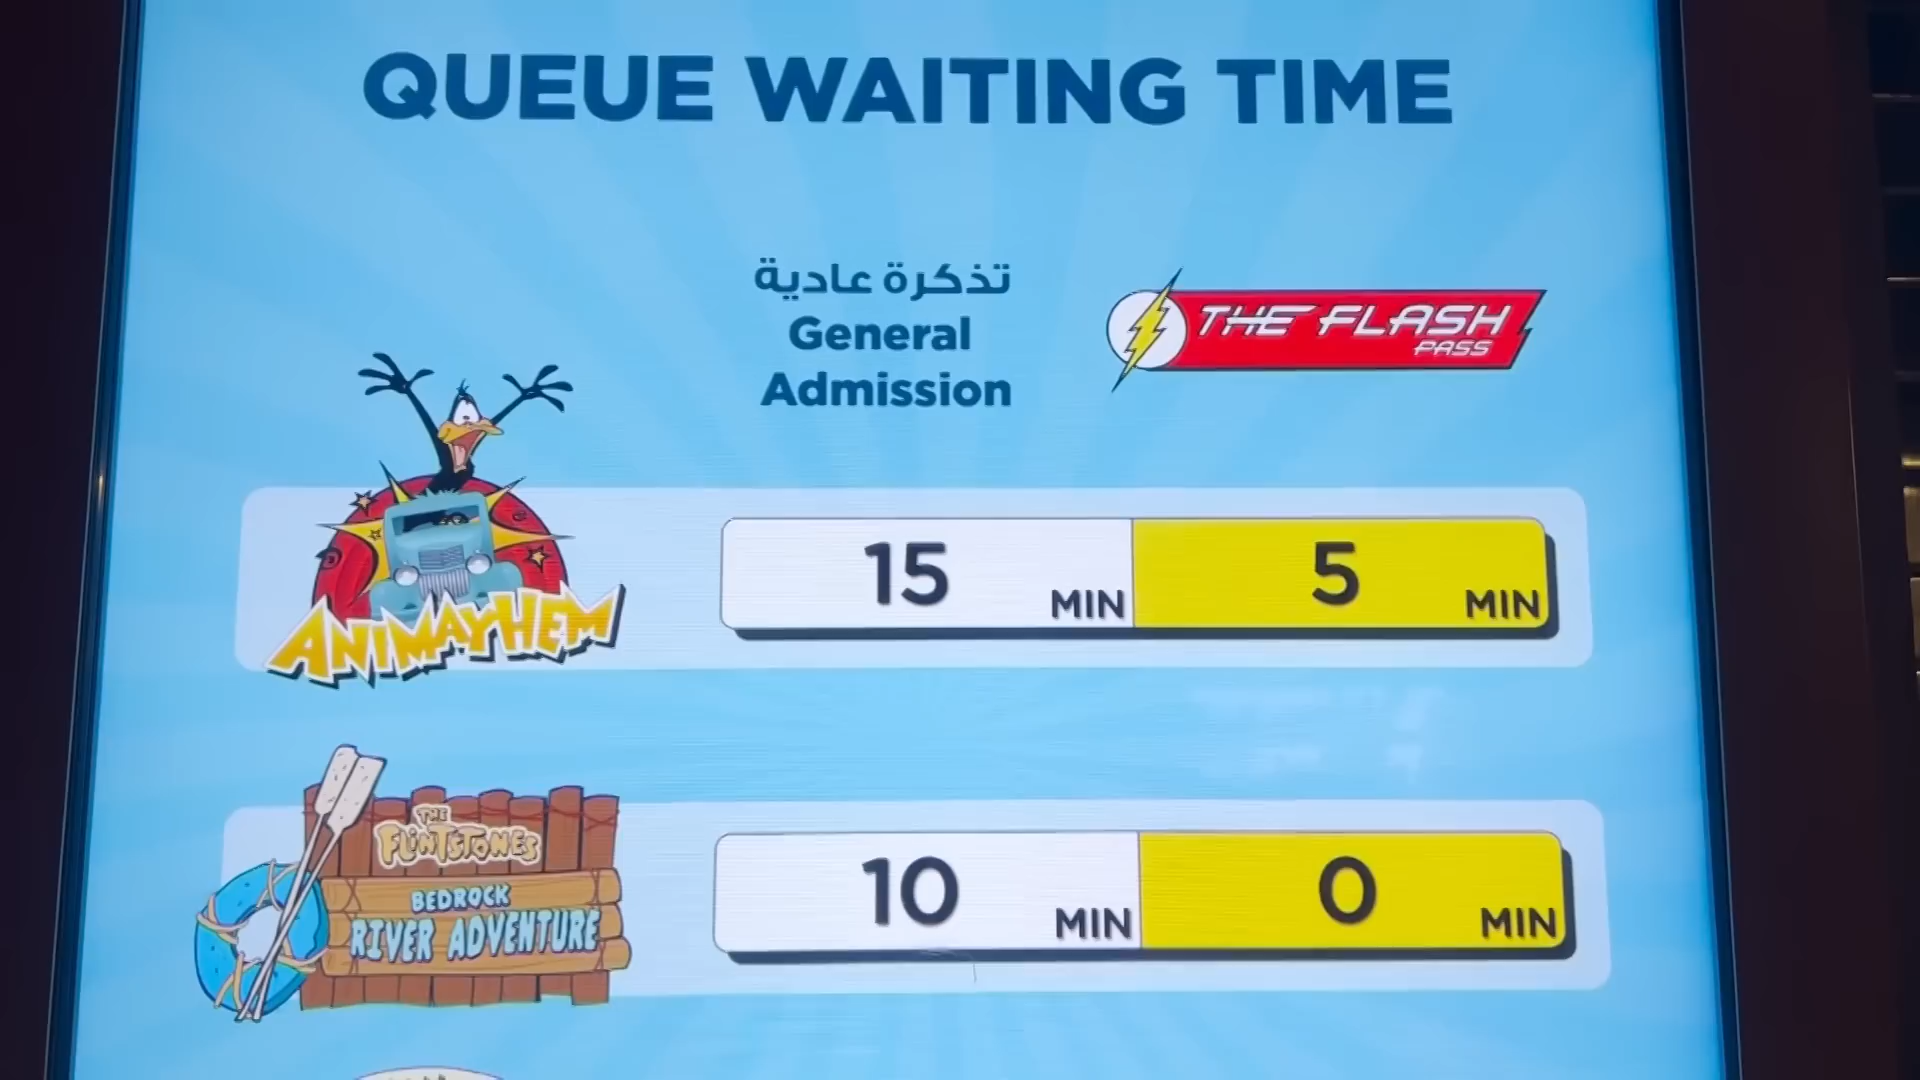 QUEUE WAITING TIME
تذكرة عادية
General
Admission
THE FLASH
PASS
ANIMAYHEM
15 MIN
5 MIN
THE
FLINTSTONES
BEDROCK
RIVER ADVENTURE
10 MIN
0 MIN